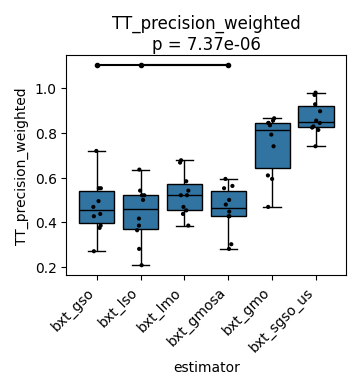 TT_precision_weighted
p = 7.37e-06
TT_precision_weighted
1.0
0.8
0.6
0.4
0.2
bxt_gso
bxt_lso
bxt_lmo
bxt_gmosa
bxt_gmo
bxt_sgso_us
estimator